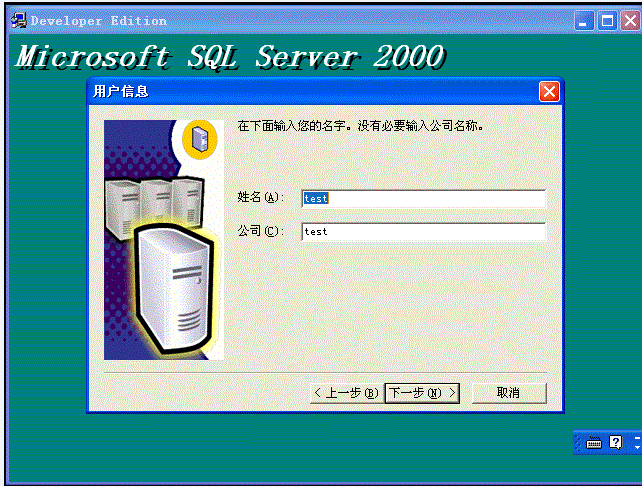 Developer Edition
Microsoft SQL Server 2000
用户信息
在下面输入您的名字。没有必要输入公司名称。
姓名(A): test
公司(C): test
< 上一步(B) 下一步(N) > 取消